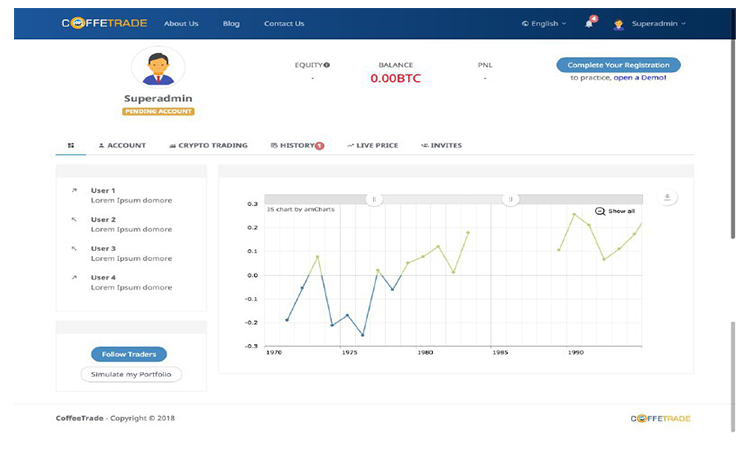 COFFETRADE About Us Blog Contact Us English 4 Superadmin
EQUITY BALANCE PNL Complete Your Registration
- 0.00BTC - to practice, open a Demo!
Superadmin
PENDING ACCOUNT
ACCOUNT CRYPTO TRADING HISTORY 1 LIVE PRICE INVITES
User 1
Lorem Ipsum domore
User 2
Lorem Ipsum domore
User 3
Lorem Ipsum domore
User 4
Lorem Ipsum domore
Follow Traders
Simulate my Portfolio
JS chart by amCharts
Show all
0.3
0.2
0.1
0.0
-0.1
-0.2
-0.3
1970 1975 1980 1985 1990
CoffeeTrade - Copyright © 2018 COFFETRADE